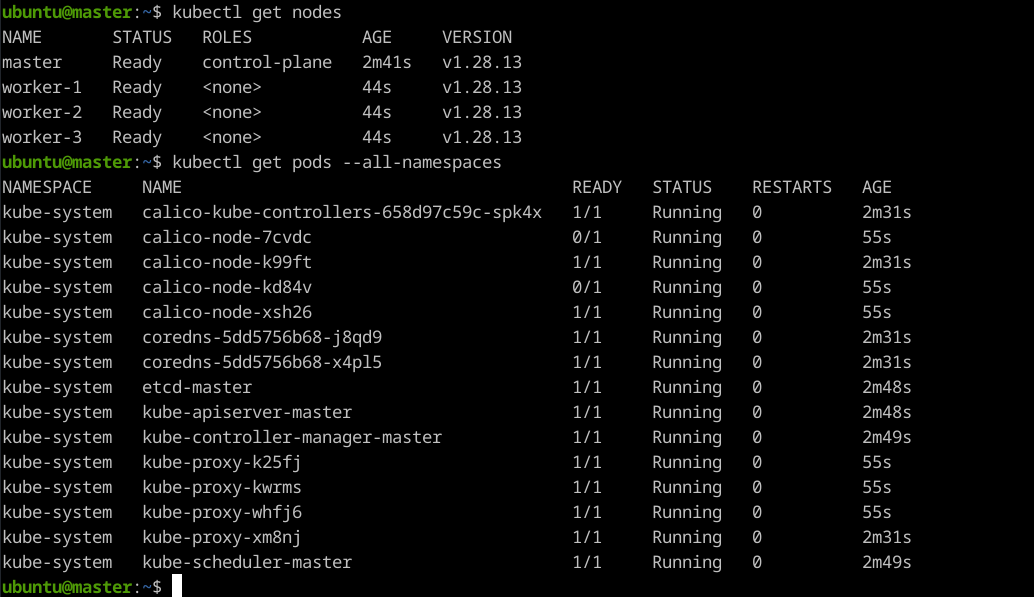 ubuntu@master:~$ kubectl get nodes
NAME       STATUS   ROLES           AGE     VERSION
master     Ready    control-plane   2m41s   v1.28.13
worker-1   Ready    <none>          44s     v1.28.13
worker-2   Ready    <none>          44s     v1.28.13
worker-3   Ready    <none>          44s     v1.28.13
ubuntu@master:~$ kubectl get pods --all-namespaces
NAMESPACE     NAME                                       READY   STATUS    RESTARTS   AGE
kube-system   calico-kube-controllers-658d97c59c-spk4x   1/1     Running   0          2m31s
kube-system   calico-node-7cvdc                          0/1     Running   0          55s
kube-system   calico-node-k99ft                          1/1     Running   0          2m31s
kube-system   calico-node-kd84v                          0/1     Running   0          55s
kube-system   calico-node-xsh26                          1/1     Running   0          55s
kube-system   coredns-5dd5756b68-j8qd9                   1/1     Running   0          2m31s
kube-system   coredns-5dd5756b68-x4pl5                   1/1     Running   0          2m31s
kube-system   etcd-master                                1/1     Running   0          2m48s
kube-system   kube-apiserver-master                      1/1     Running   0          2m48s
kube-system   kube-controller-manager-master             1/1     Running   0          2m49s
kube-system   kube-proxy-k25fj                           1/1     Running   0          55s
kube-system   kube-proxy-kwrms                           1/1     Running   0          55s
kube-system   kube-proxy-whfj6                           1/1     Running   0          55s
kube-system   kube-proxy-xm8nj                           1/1     Running   0          2m31s
kube-system   kube-scheduler-master                      1/1     Running   0          2m49s
ubuntu@master:~$